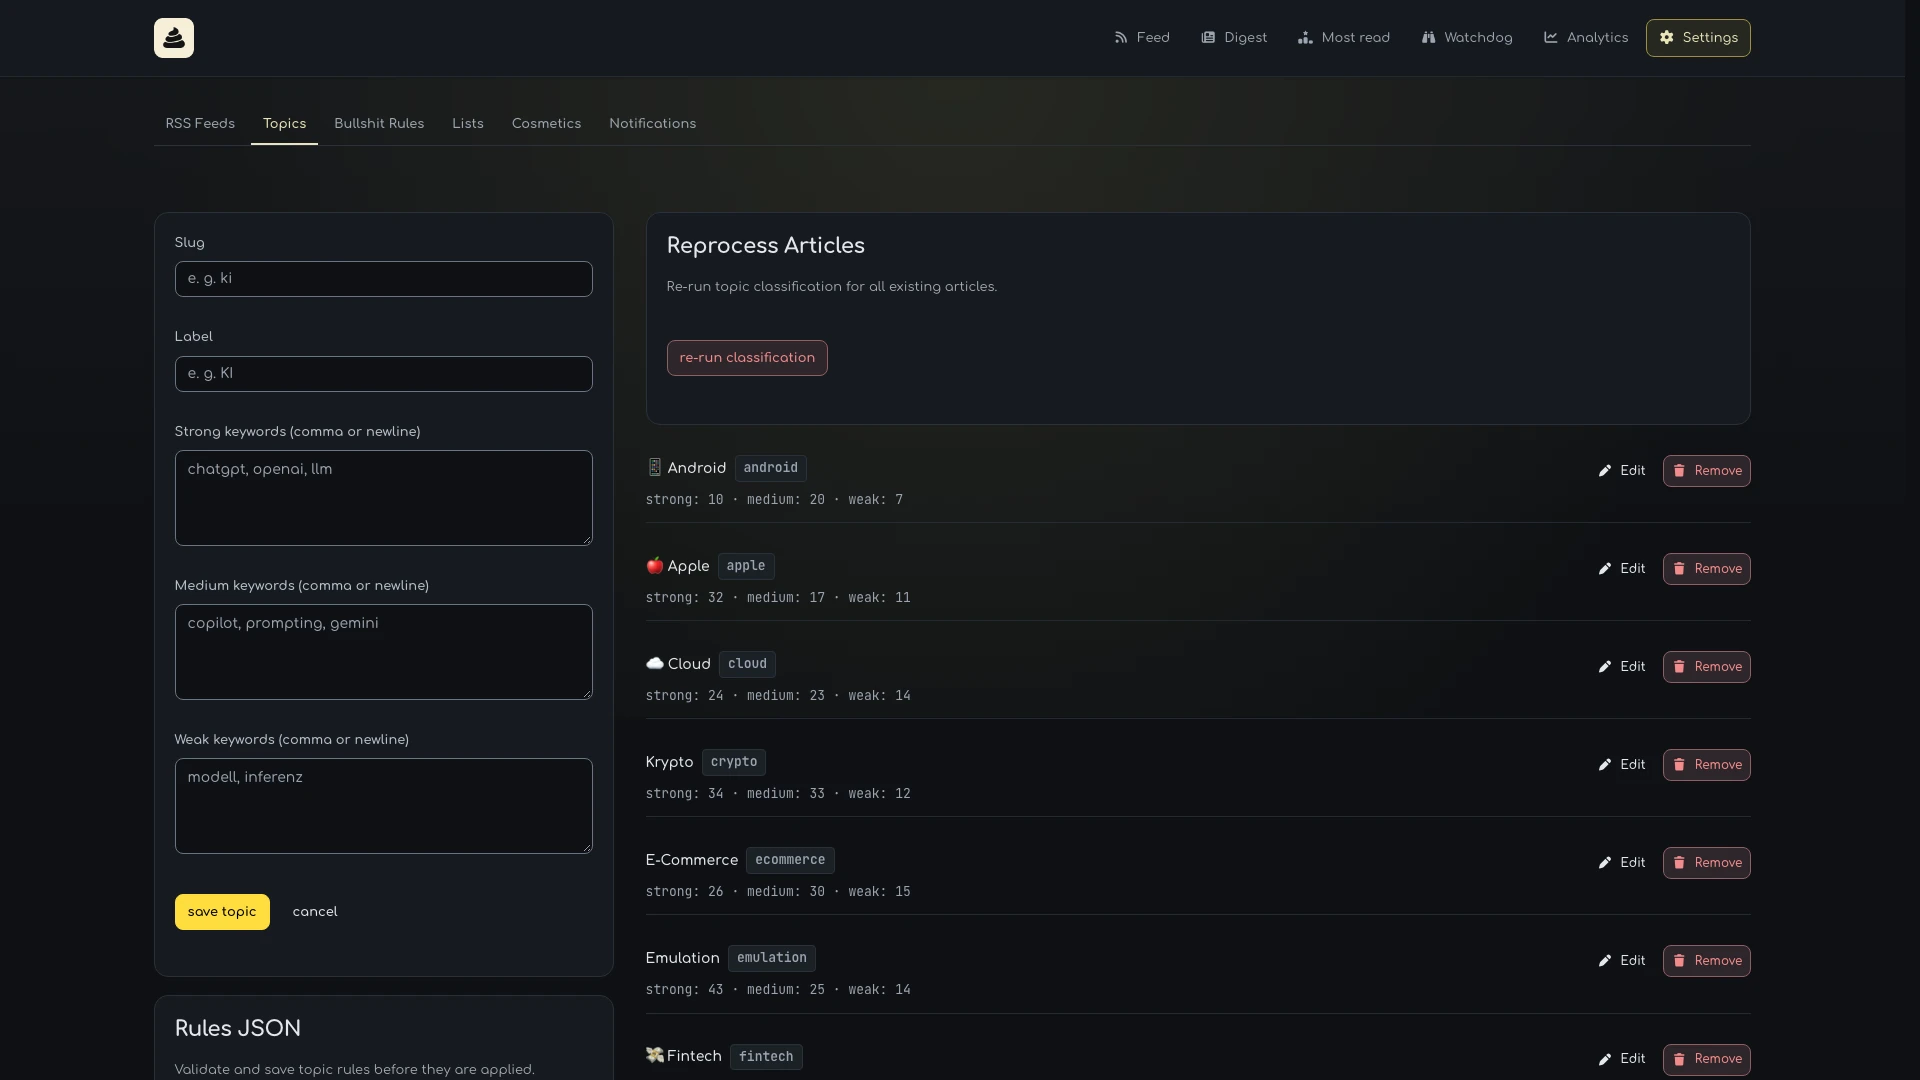 Feed
Digest
Most read
Watchdog
Analytics
Settings
RSS Feeds
Topics
Bullshit Rules
Lists
Cosmetics
Notifications
Slug
e. g. ki
Label
e. g. KI
Strong keywords (comma or newline)
chatgpt, openai, llm
Medium keywords (comma or newline)
copilot, prompting, gemini
Weak keywords (comma or newline)
modell, inferenz
save topic
cancel
Rules JSON
Validate and save topic rules before they are applied.
Reprocess Articles
Re-run topic classification for all existing articles.
re-run classification
Android android
Edit
Remove
strong: 10 · medium: 20 · weak: 7
Apple apple
Edit
Remove
strong: 32 · medium: 17 · weak: 11
Cloud cloud
Edit
Remove
strong: 24 · medium: 23 · weak: 14
Krypto crypto
Edit
Remove
strong: 34 · medium: 33 · weak: 12
E-Commerce ecommerce
Edit
Remove
strong: 26 · medium: 30 · weak: 15
Emulation emulation
Edit
Remove
strong: 43 · medium: 25 · weak: 14
Fintech fintech
Edit
Remove